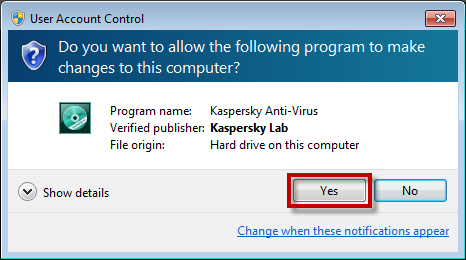 User Account Control
Do you want to allow the following program to make
changes to this computer?
Program name: Kaspersky Anti-Virus
Verified publisher: Kaspersky Lab
File origin: Hard drive on this computer
Show details
Yes
No
Change when these notifications appear